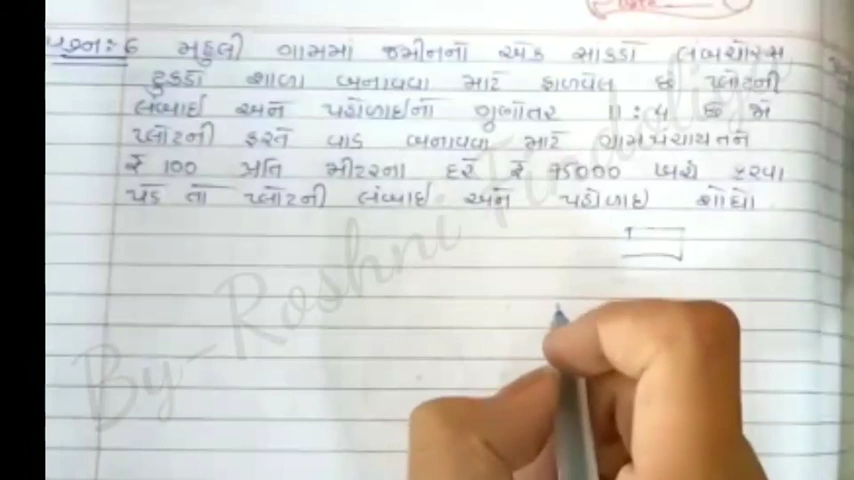 પ્રશ્ન: 6 મહુલી ગામમાં જમીનનો એક સાકડો લંબચોરસ
ટુકડો શાળા બનાવવા માટે ફાળવેલ છે પ્લોટની
લંબાઈ અને પહોળાઈનો ગુણોતર 11:4 છે જો
પ્લોટની ફરતે વાડ બનાવવા માટે ગ્રામપંચાયતને
₹ 100 પ્રતિ મીટરના દરે ₹ 75000 ખર્ચ કરવા
પડે તો પ્લોટની લંબાઈ અને પહોળાઈ શોધો
By-Roshni Tindoliya